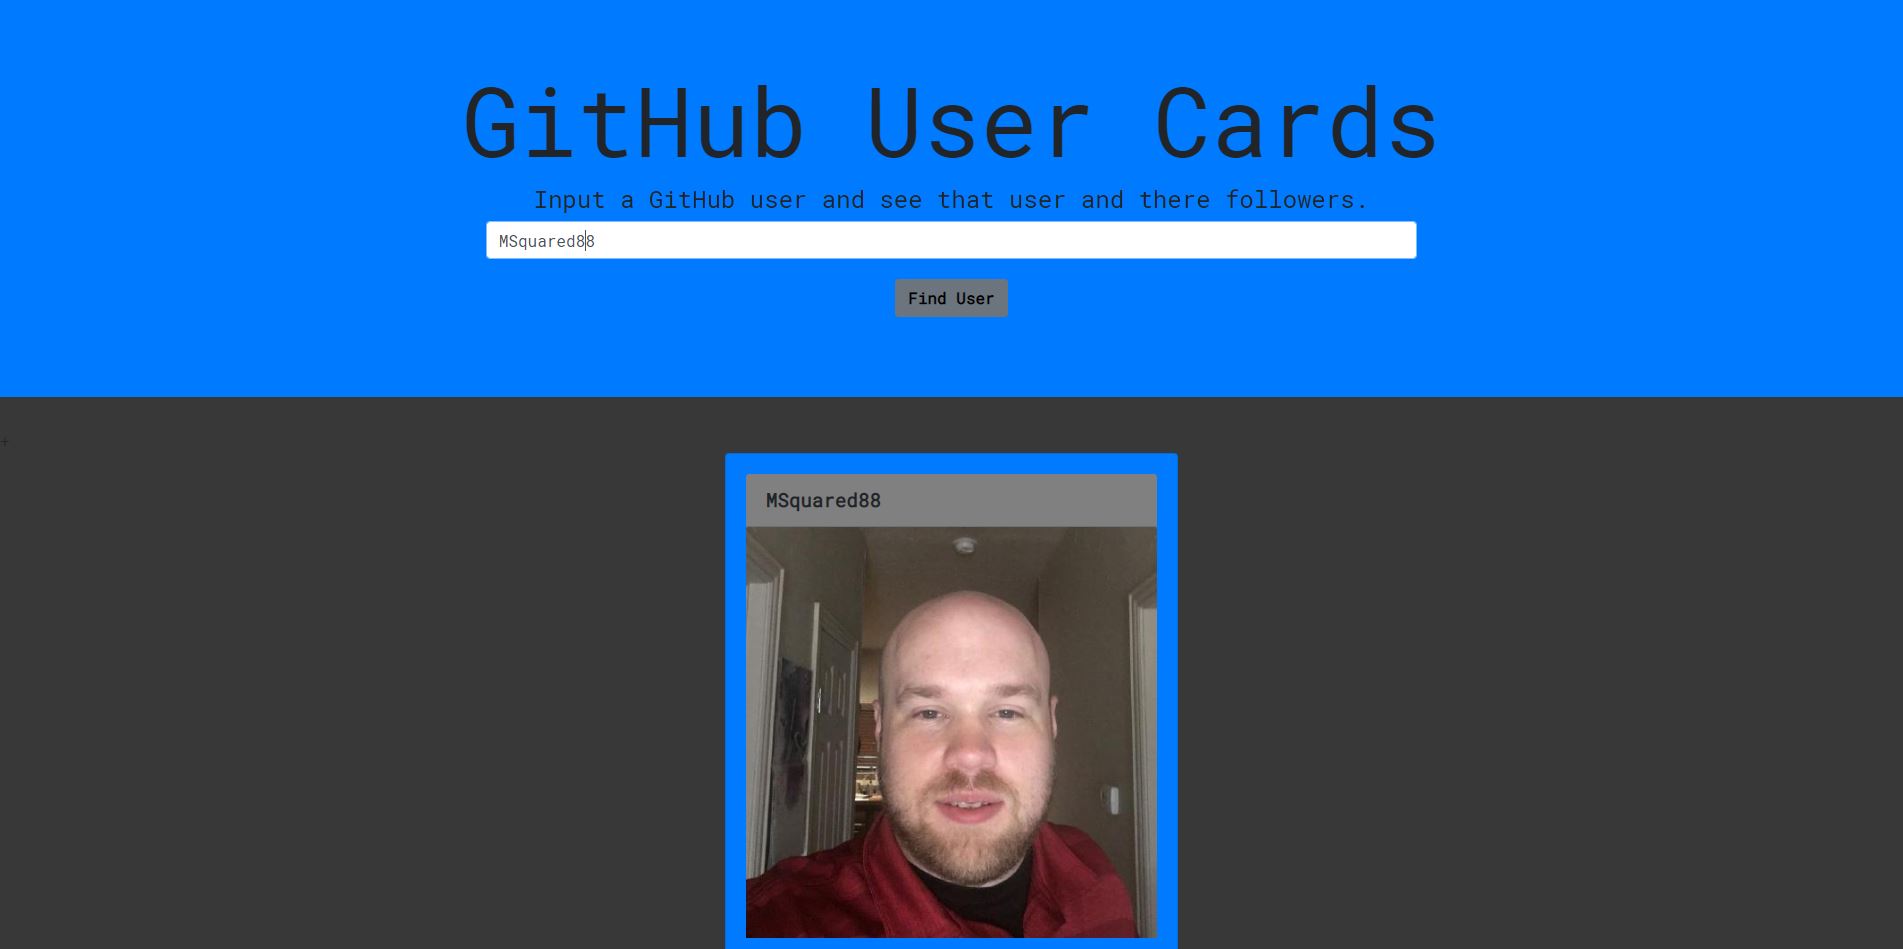 GitHub User Cards
Input a GitHub user and see that user and there followers.
MSquared88
Find User
+
MSquared88